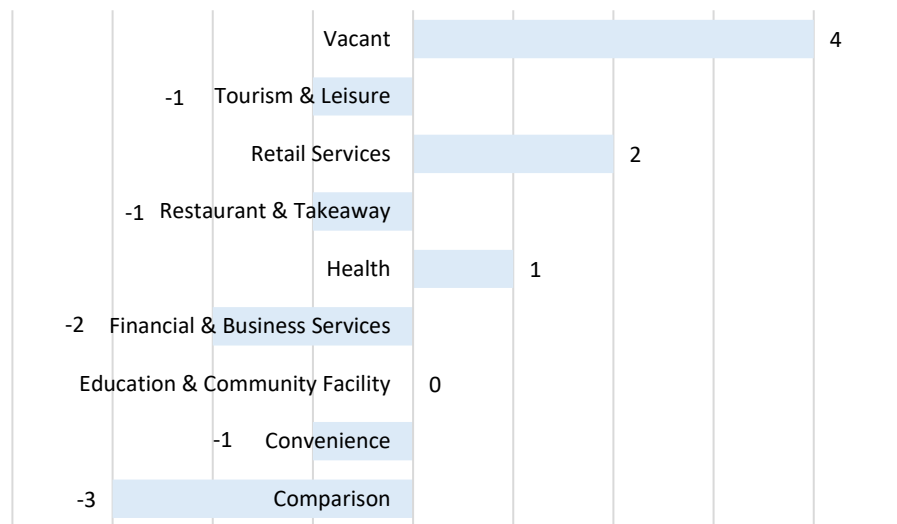 Vacant 4
-1 Tourism & Leisure
Retail Services 2
-1 Restaurant & Takeaway
Health 1
-2 Financial & Business Services
Education & Community Facility 0
-1 Convenience
-3 Comparison